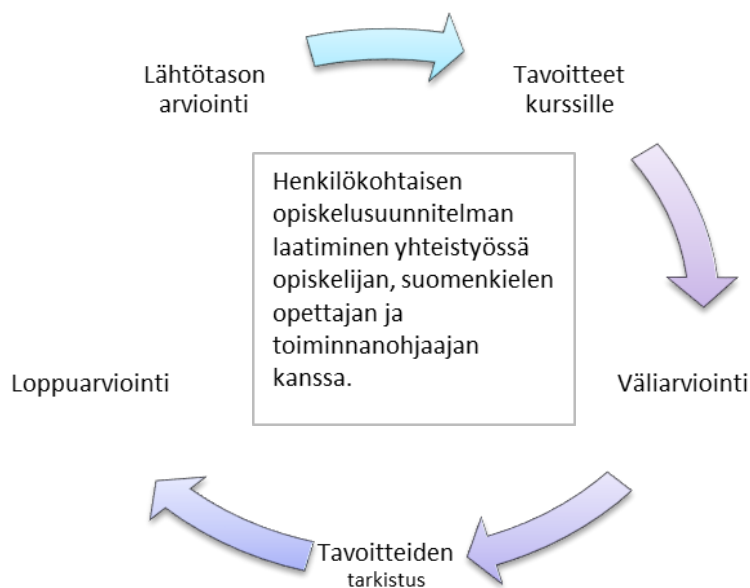 Lähtötason
arviointi
Tavoitteet
kurssille
Henkilökohtaisen
opiskelusuunnitelman
laatiminen yhteistyössä
opiskelijan, suomenkielen
opettajan ja
toiminnanohjaajan
kanssa.
Väliarviointi
Tavoitteiden
tarkistus
Loppuarviointi